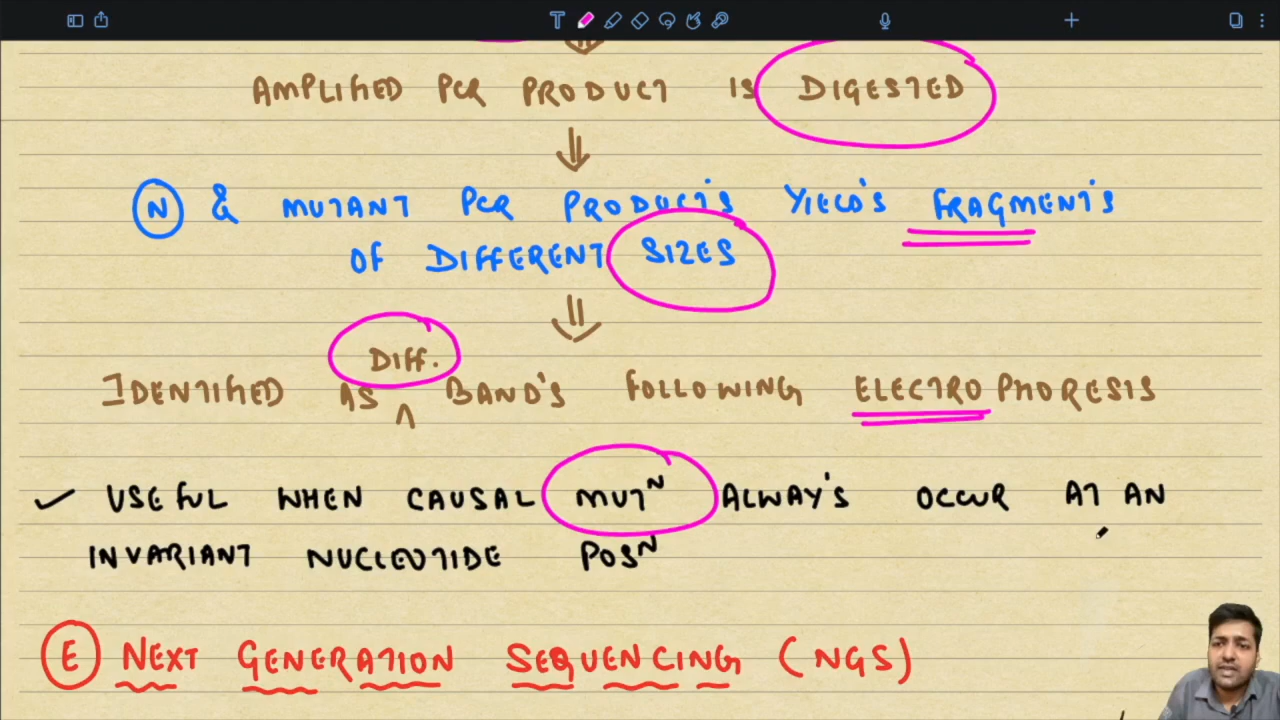 AMPLIFIED PCR PRODUCT IS DIGESTED
N & MUTANT PCR PRODUCT'S YIELD'S FRAGMENT'S
OF DIFFERENT SIZES
DIFF.
IDENTIFIED AS ^ BAND'S FOLLOWING ELECTROPHORESIS
✓ USEFUL WHEN CAUSAL MUTᴺ ALWAY'S OCCUR AT AN
INVARIANT NUCLEOTIDE POSᴺ
E NEXT GENERATION SEQUENCING (NGS)